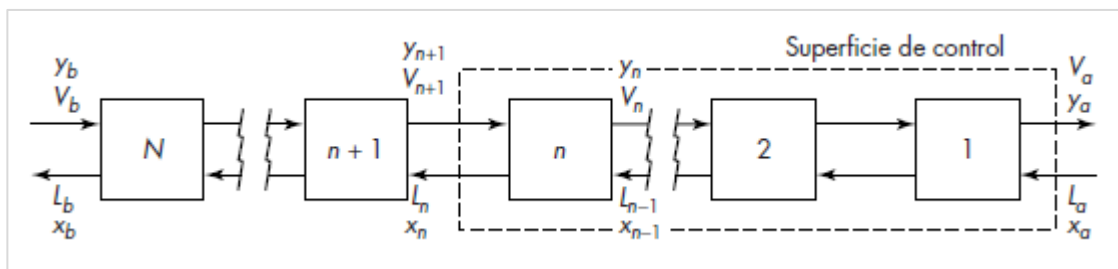 Superficie de control
y_b
V_b
y_{n+1}
V_{n+1}
y_n
V_n
V_a
y_a
N
n + 1
n
2
1
L_b
x_b
L_n
x_n
L_{n–1}
x_{n–1}
L_a
x_a